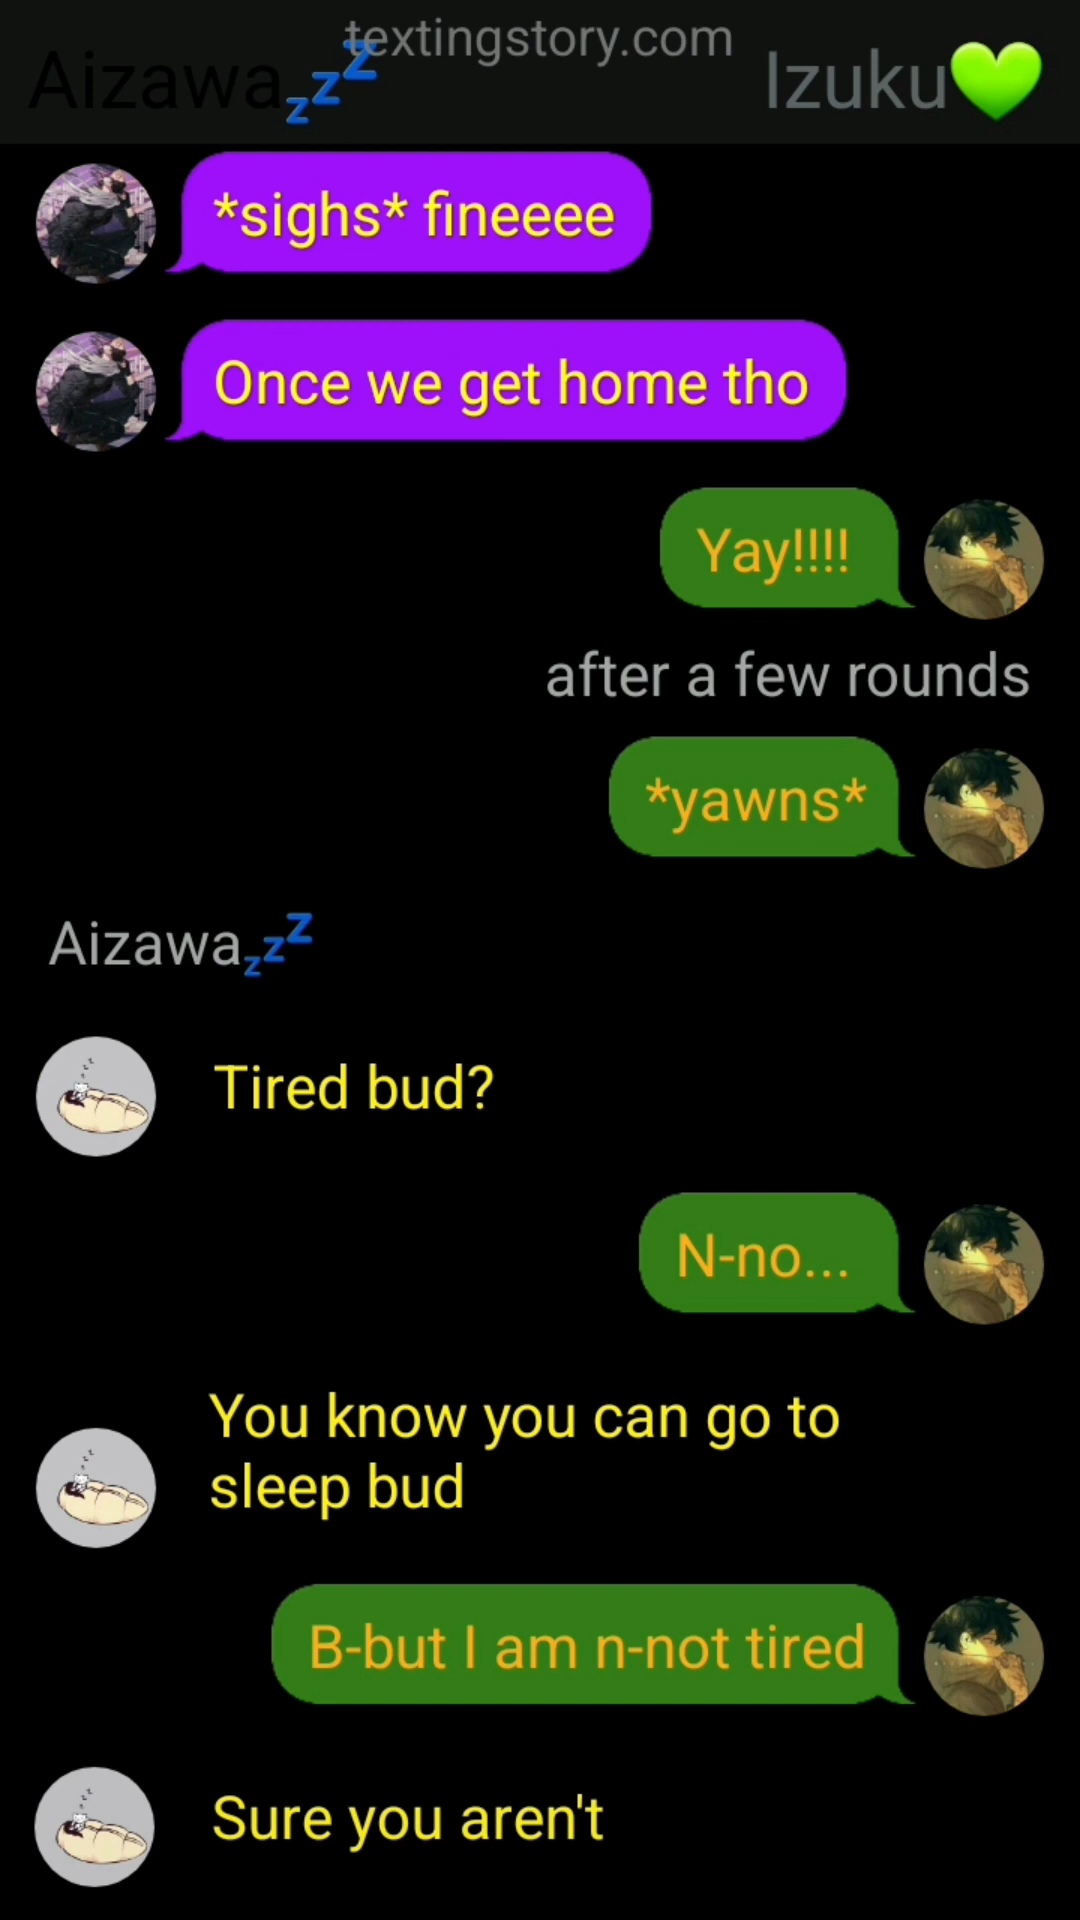 textingstory.com
Aizawa💤
Izuku💚
*sighs* fineeee
Once we get home tho
Yay!!!!
after a few rounds
*yawns*
Aizawa💤
Tired bud?
N-no...
You know you can go to
sleep bud
B-but I am n-not tired
Sure you aren't